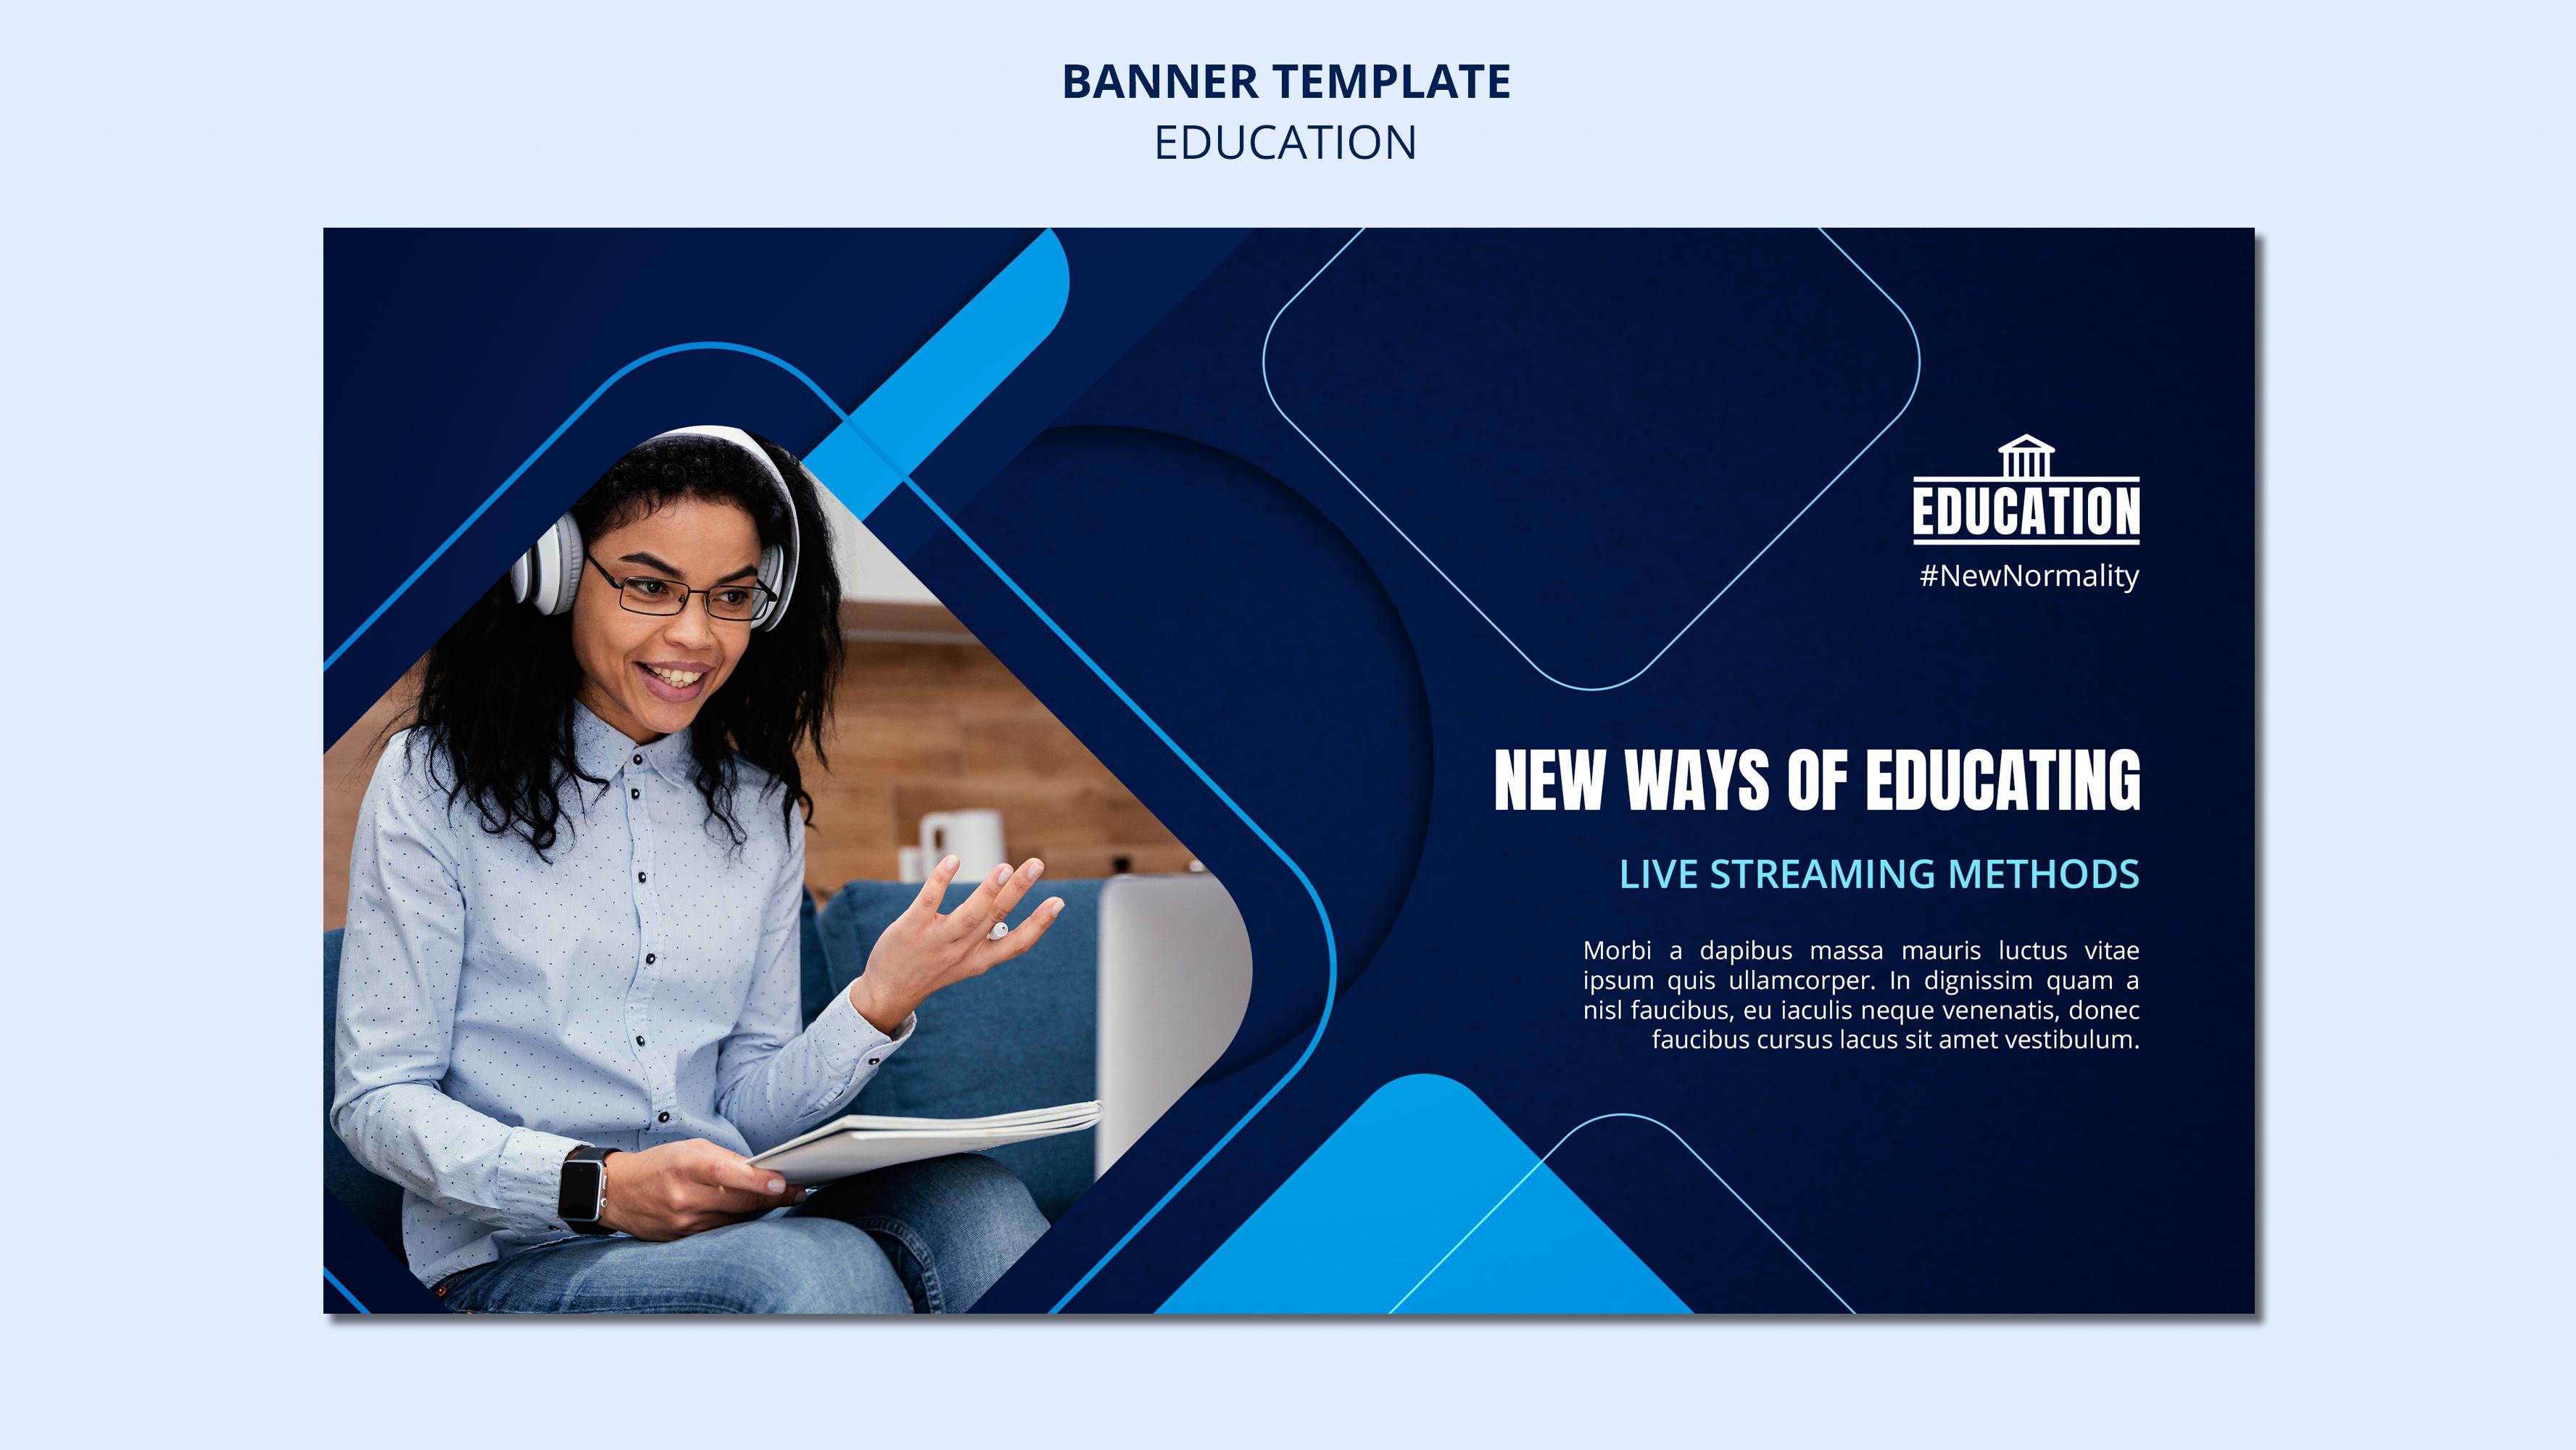 BANNER TEMPLATE
EDUCATION
EDUCATION
#NewNormality
NEW WAYS OF EDUCATING
LIVE STREAMING METHODS
Morbi a dapibus massa mauris luctus vitae
ipsum quis ullamcorper. In dignissim quam a
nisl faucibus, eu iaculis neque venenatis, donec
faucibus cursus lacus sit amet vestibulum.